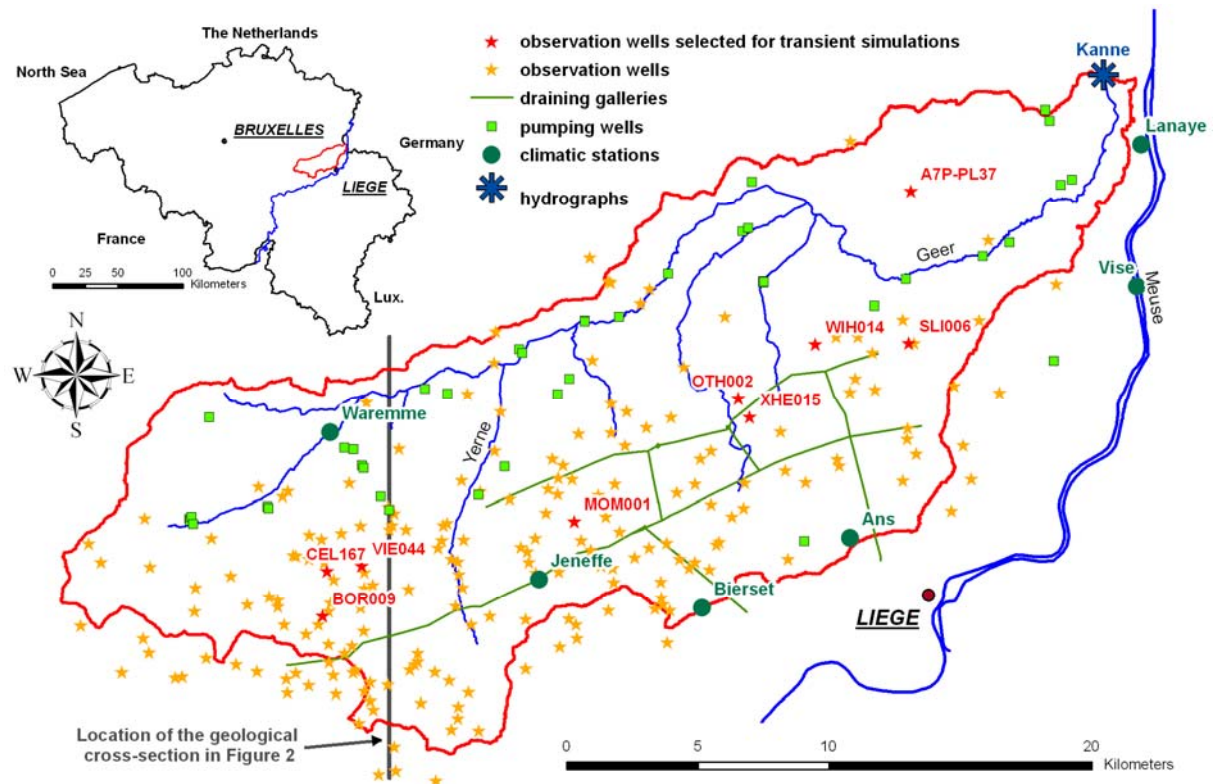 The Netherlands
North Sea
BRUXELLES
Germany
LIEGE
France
Lux.
0 25 50 100
Kilometers
observation wells selected for transient simulations
observation wells
draining galleries
pumping wells
climatic stations
hydrographs
Kanne
Lanaye
A7P-PL37
Geer
Vise
Meuse
N
W E
S
WIH014
SLI006
OTH002
XHE015
Waremme
Yerne
MOM001
Ans
CEL167
VIE044
Jeneffe
Bierset
BOR009
LIEGE
Location of the geological
cross-section in Figure 2
0 5 10 20
Kilometers